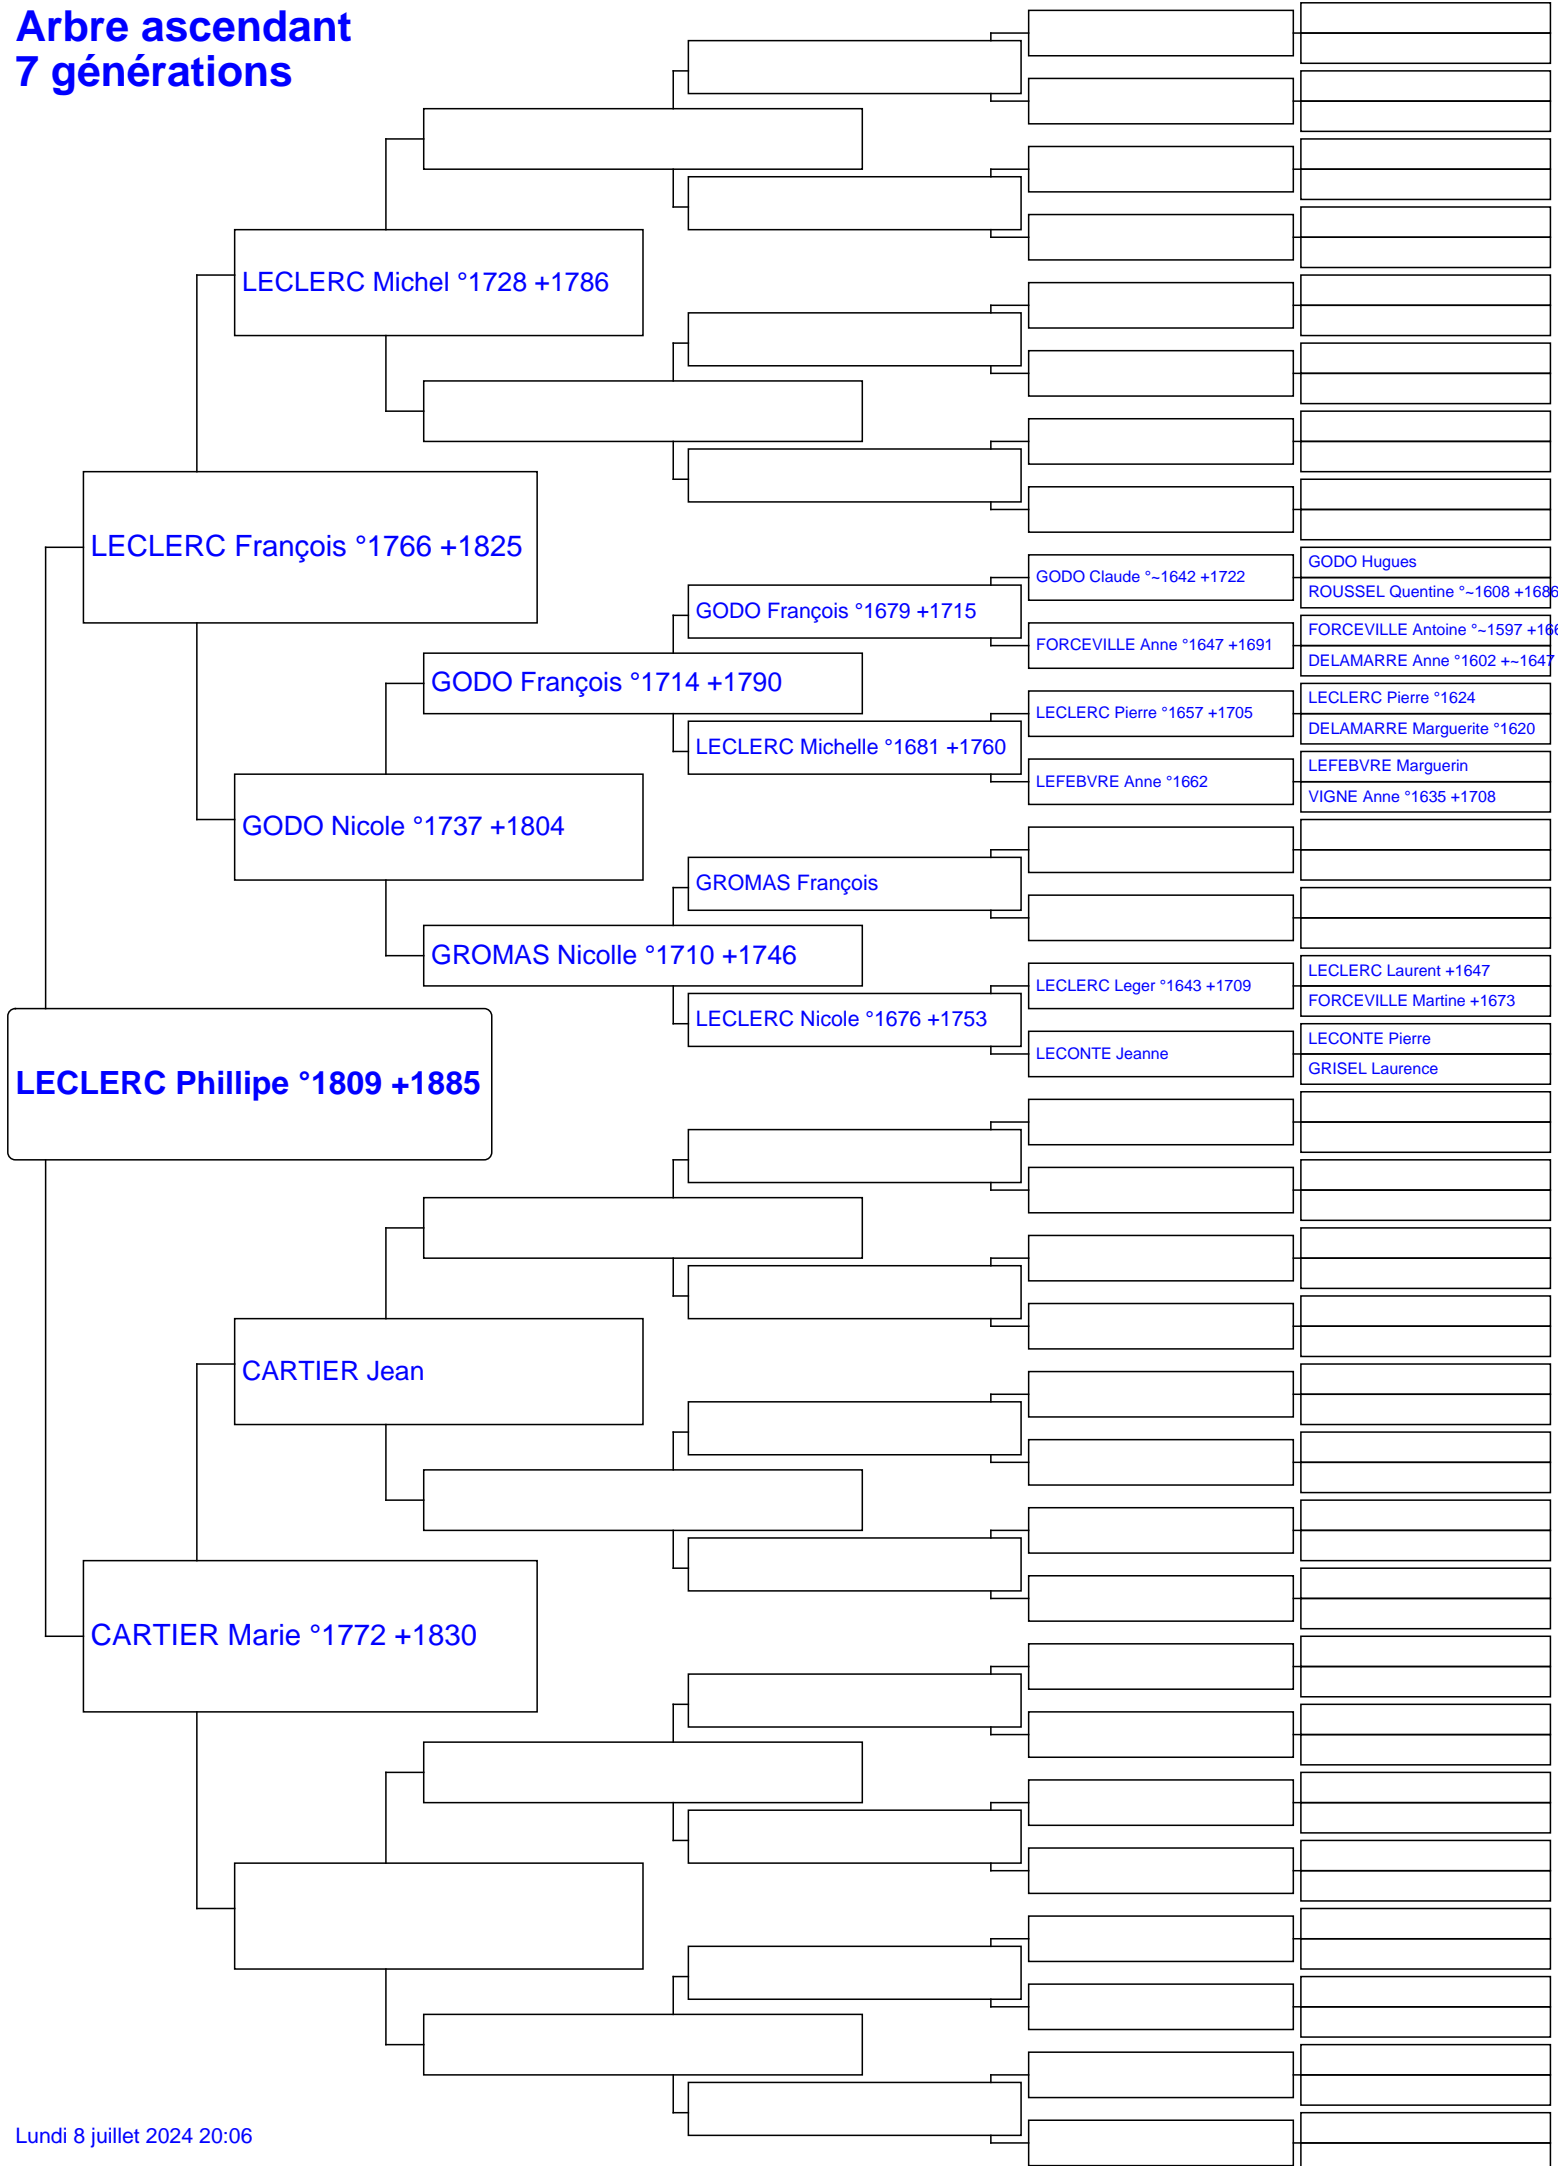 Arbre ascendant
7 générations
LECLERC Michel °1728 +1786
LECLERC François °1766 +1825
GODO Hugues
GODO Claude °~1642 +1722
ROUSSEL Quentine °~1608 +1686
GODO François °1679 +1715
FORCEVILLE Antoine °~1597
FORCEVILLE Anne °1647 +1691
DELAMARRE Anne °1602 +~1647
GODO François °1714 +1790
LECLERC Pierre °1624
LECLERC Pierre °1657 +1705
DELAMARRE Marguerite °1620
LECLERC Michelle °1681 +1760
LEFEBVRE Marguerin
LEFEBVRE Anne °1662
VIGNE Anne °1635 +1708
GODO Nicole °1737 +1804
GROMAS François
GROMAS Nicolle °1710 +1746
LECLERC Laurent +1647
LECLERC Leger °1643 +1709
FORCEVILLE Martine +1673
LECLERC Nicole °1676 +1753
LECONTE Pierre
LECONTE Jeanne
GRISEL Laurence
LECLERC Phillipe °1809 +1885
CARTIER Jean
CARTIER Marie °1772 +1830
Lundi 8 juillet 2024 20:06